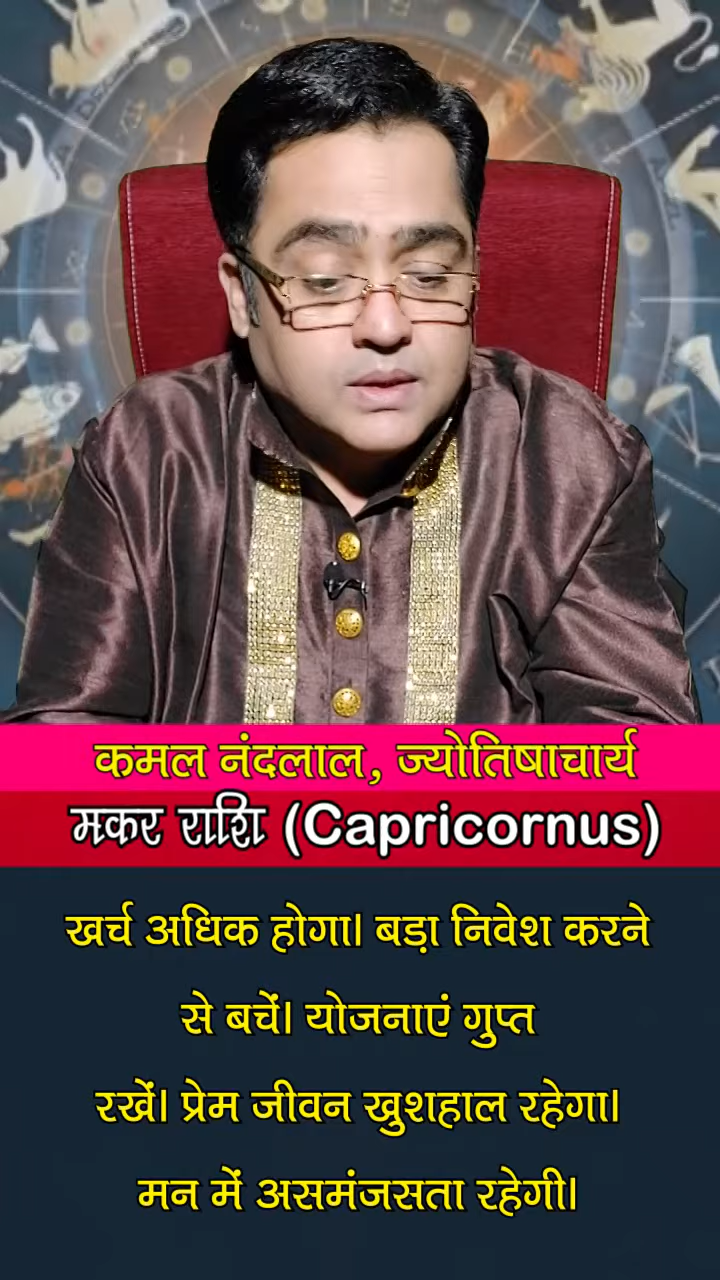 कमल नंदलाल, ज्योतिषाचार्य
मकर राशि (Capricornus)
खर्च अधिक होगा। बड़ा निवेश करने
से बचें। योजनाएं गुप्त
रखें। प्रेम जीवन खुशहाल रहेगा।
मन में असमंजसता रहेगी।